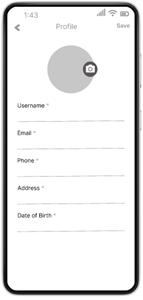 1:43
Profile
Save
Username *
Email *
Phone *
Address *
Date of Birth *